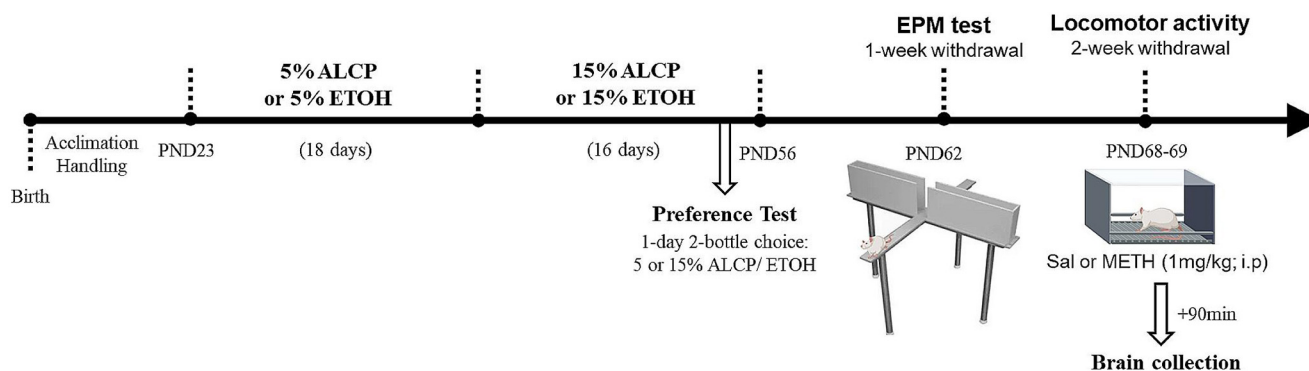 EPM test
1-week withdrawal
Locomotor activity
2-week withdrawal
5% ALCP
or 5% ETOH
15% ALCP
or 15% ETOH
Acclimation
Handling
PND23
(18 days)
(16 days)
PND56
PND62
PND68-69
Birth
Preference Test
1-day 2-bottle choice:
5 or 15% ALCP/ ETOH
Sal or METH (1mg/kg; i.p)
+90min
Brain collection